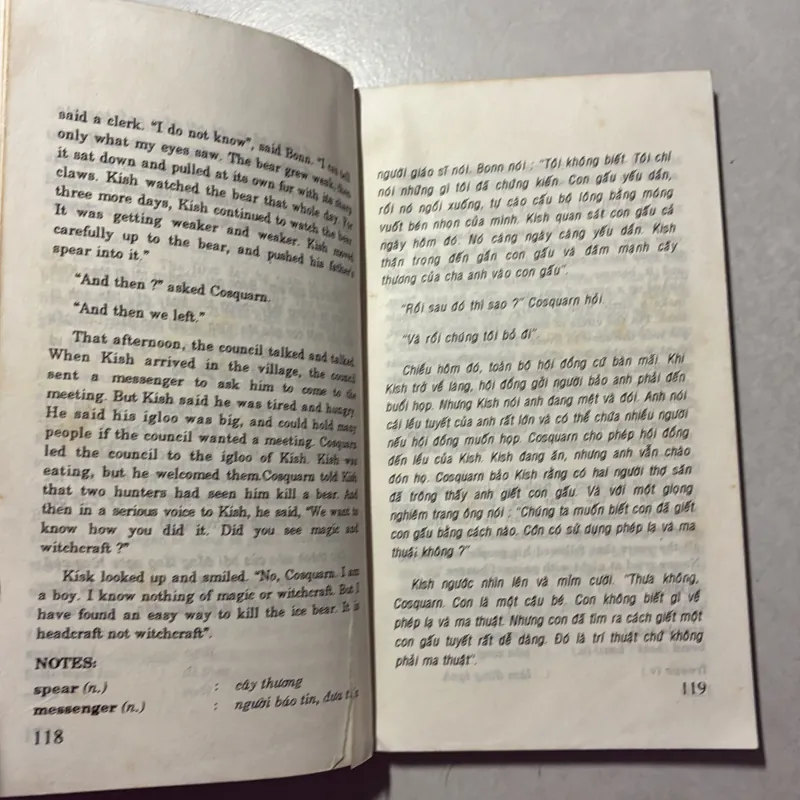 said a clerk. "I do not know", said Bonn. "I can tell
only what my eyes saw. The bear grew weak, then
it sat down and pulled at its own fur with its sharp
claws. Kish watched the bear that whole day. For
three more days, Kish continued to watch the bear.
It was getting weaker and weaker. Kish moved
carefully up to the bear, and pushed his father's
spear into it."
"And then ?" asked Cosquarn.
"And then we left."
That afternoon, the council talked and talked.
When Kish arrived in the village, the council
sent a messenger to ask him to come to the
meeting. But Kish said he was tired and hungry.
He said his igloo was big, and could hold many
people if the council wanted a meeting. Cosquarn
led the council to the igloo of Kish. Kish was
eating, but he welcomed them.Cosquarn told Kish
that two hunters had seen him kill a bear. And
then in a serious voice to Kish, he said, "We want to
know how you did it. Did you see magic and
witchcraft ?"
Kisk looked up and smiled. "No, Cosquarn. I am
a boy. I know nothing of magic or witchcraft. But I
have found an easy way to kill the ice bear. It is
headcraft not witchcraft".
NOTES:
spear (n.) : cây thương
messenger (n.) : người báo tin, đưa tin
118
người giáo sĩ nói. Bonn nói : "Tôi không biết. Tôi chỉ
nói những gì tôi đã chứng kiến. Con gấu yếu dần,
rồi nó ngồi xuống, tự cào cấu bộ lông bằng móng
vuốt bén nhọn của mình. Kish quan sát con gấu cả
ngày hôm đó. Nó càng ngày càng yếu dần. Kish
thận trọng đến gần con gấu và đâm mạnh cây
thương của cha anh vào con gấu".
"Rồi sau đó thì sao ?" Cosquarn hỏi.
"Và rồi chúng tôi bỏ đi".
Chiều hôm đó, toàn bộ hội đồng cứ bàn mãi. Khi
Kish trở về làng, hội đồng gởi người bảo anh phải đến
buổi họp. Nhưng Kish nói anh đang mệt và đói. Anh nói
cái lều tuyết của anh rất lớn và có thể chứa nhiều người
nếu hội đồng muốn họp. Cosquarn cho phép hội đồng
đến lều của Kish. Kish đang ăn, nhưng anh vẫn chào
đón họ. Cosquarn bảo Kish rằng có hai người thợ săn
đã trông thấy anh giết con gấu. Và với một giọng
nghiêm trang ông nói : "Chúng ta muốn biết con đã giết
con gấu bằng cách nào. Con có sử dụng phép lạ và ma
thuật không ?"
Kish ngước nhìn lên và mỉm cười. "Thưa không,
Cosquarn. Con là một cậu bé. Con không biết gì về
phép lạ và ma thuật. Nhưng con đã tìm ra cách giết một
con gấu tuyết rất dễ dàng. Đó là trí thuật chứ không
phải ma thuật".
119